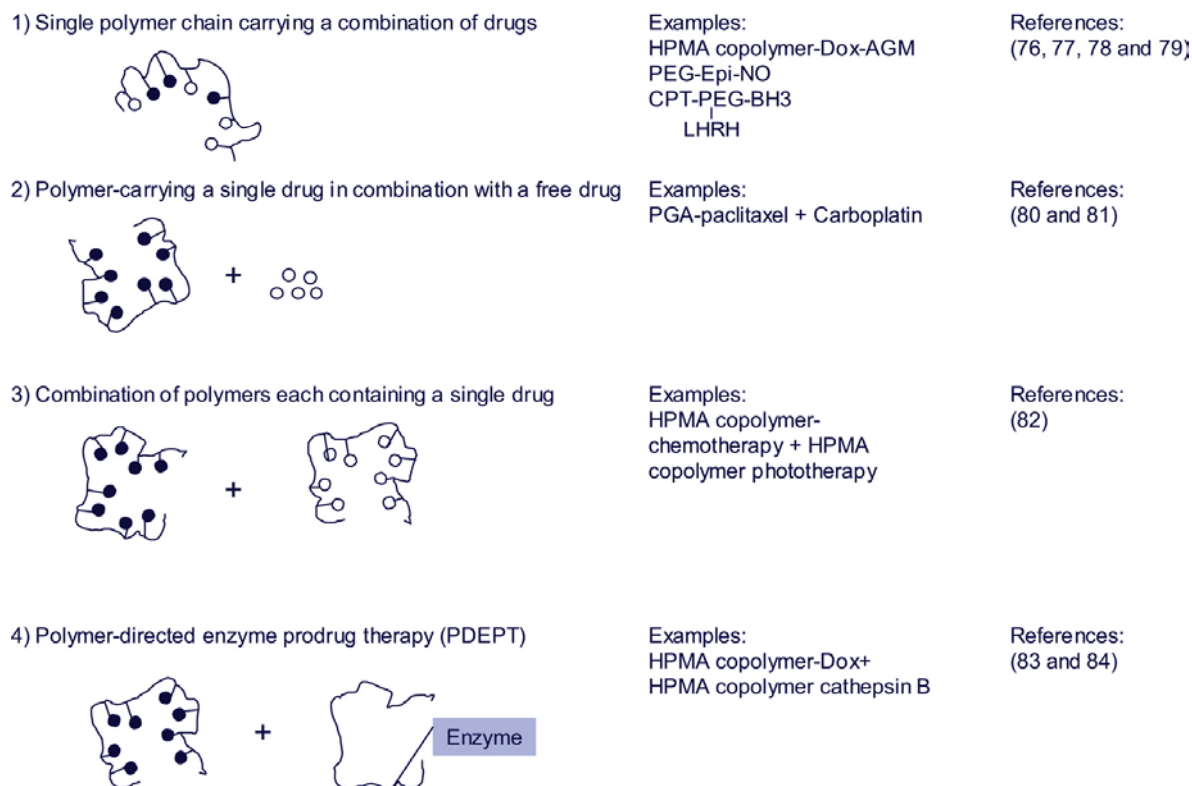 1) Single polymer chain carrying a combination of drugs
Examples:
HPMA copolymer-Dox-AGM
PEG-Epi-NO
CPT-PEG-BH3
LHRH
References:
(76, 77, 78 and 79)
2) Polymer-carrying a single drug in combination with a free drug
+
Examples:
PGA-paclitaxel + Carboplatin
References:
(80 and 81)
3) Combination of polymers each containing a single drug
+
Examples:
HPMA copolymer-
chemotherapy + HPMA
copolymer phototherapy
References:
(82)
4) Polymer-directed enzyme prodrug therapy (PDEPT)
+
Enzyme
Examples:
HPMA copolymer-Dox+
HPMA copolymer cathepsin B
References:
(83 and 84)